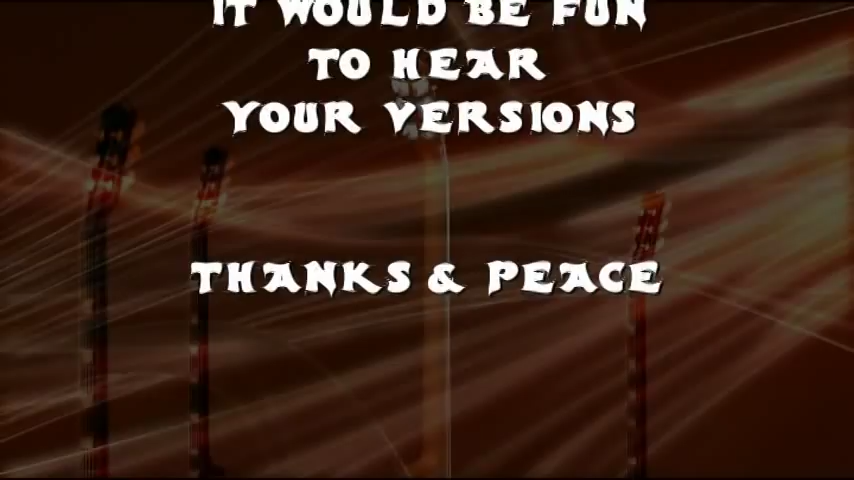 IT WOULD BE FUN
TO HEAR
YOUR VERSIONS
THANKS & PEACE